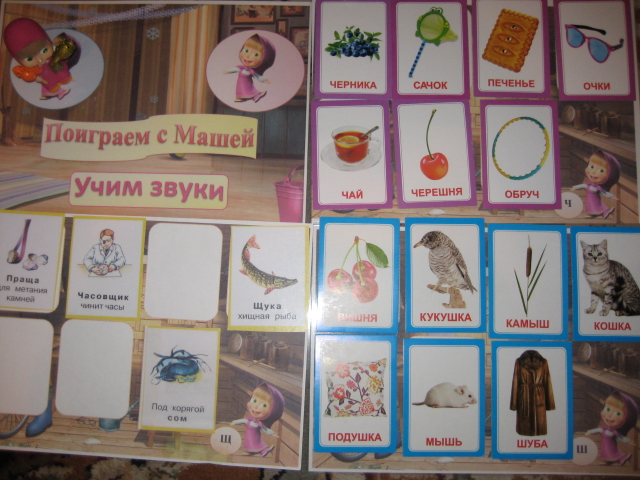 Поиграем с Машей
Учим звуки
ЧЕРНИКА
САЧОК
ПЕЧЕНЬЕ
ОЧКИ
ЧАЙ
ЧЕРЕШНЯ
ОБРУЧ
Ч
Праща
для метания
камней
Часовщик
чинит часы
Щука
хищная рыба
Под корягой
сом
Щ
ВИШНЯ
КУКУШКА
КАМЫШ
КОШКА
ПОДУШКА
МЫШЬ
ШУБА
Ш